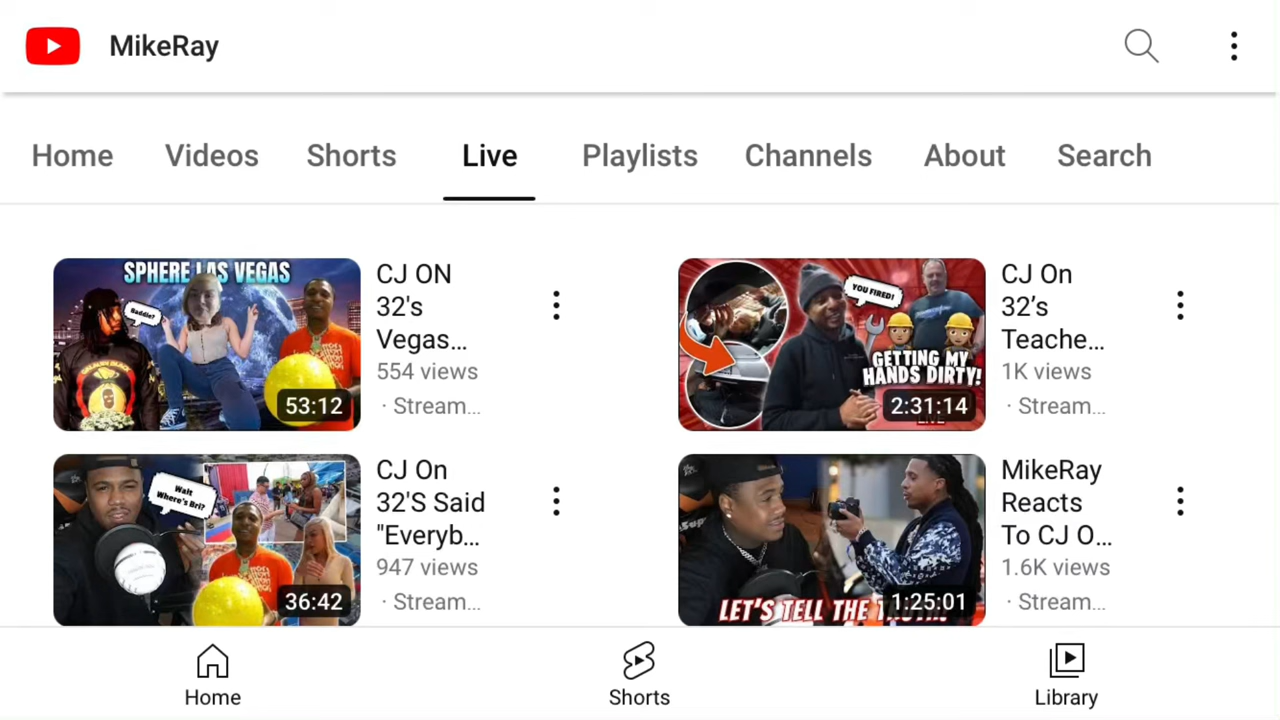 MikeRay
Home Videos Shorts Live Playlists Channels About Search
SPHERE LAS VEGAS
Baddie?
53:12
CJ ON
32's
Vegas...
554 views
· Stream...
YOU FIRED!
GETTING MY
HANDS DIRTY!
2:31:14
CJ On
32’s
Teache...
1K views
· Stream...
Wait
Where's Bri?
36:42
CJ On
32'S Said
"Everyb...
947 views
· Stream...
LET'S TELL THE
1:25:01
MikeRay
Reacts
To CJ O...
1.6K views
· Stream...
Home Shorts Library